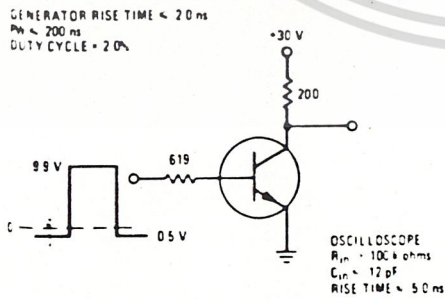 GENERATOR RISE TIME < 2.0 ns
PW < 200 ns
DUTY CYCLE = 2.0%
+30 V
200
9.9 V
619
0
0.5 V
OSCILLOSCOPE
Rin > 100 k ohms
Cin < 12 pF
RISE TIME < 5.0 ns